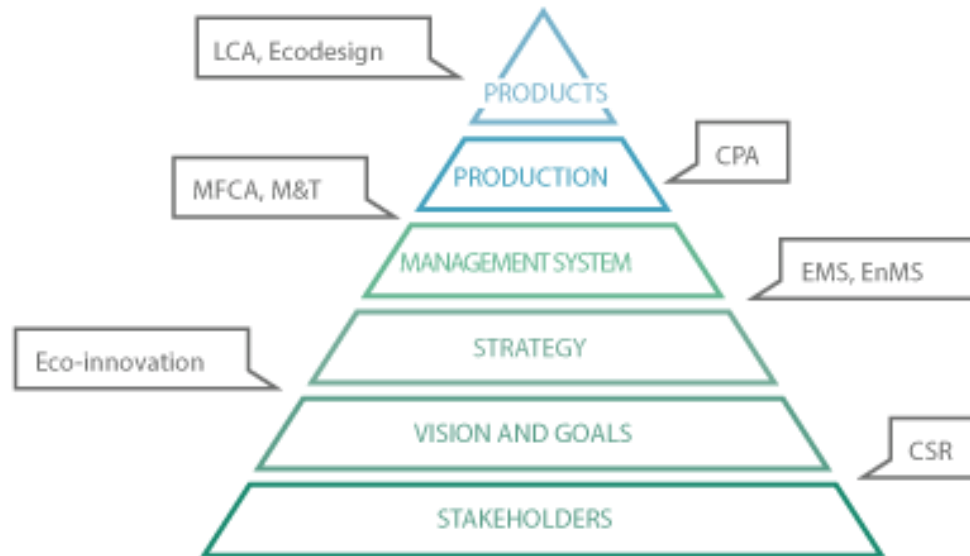 LCA, Ecodesign
PRODUCTS
CPA
PRODUCTION
MFCA, M&T
MANAGEMENT SYSTEM
EMS, EnMS
STRATEGY
Eco-innovation
VISION AND GOALS
CSR
STAKEHOLDERS